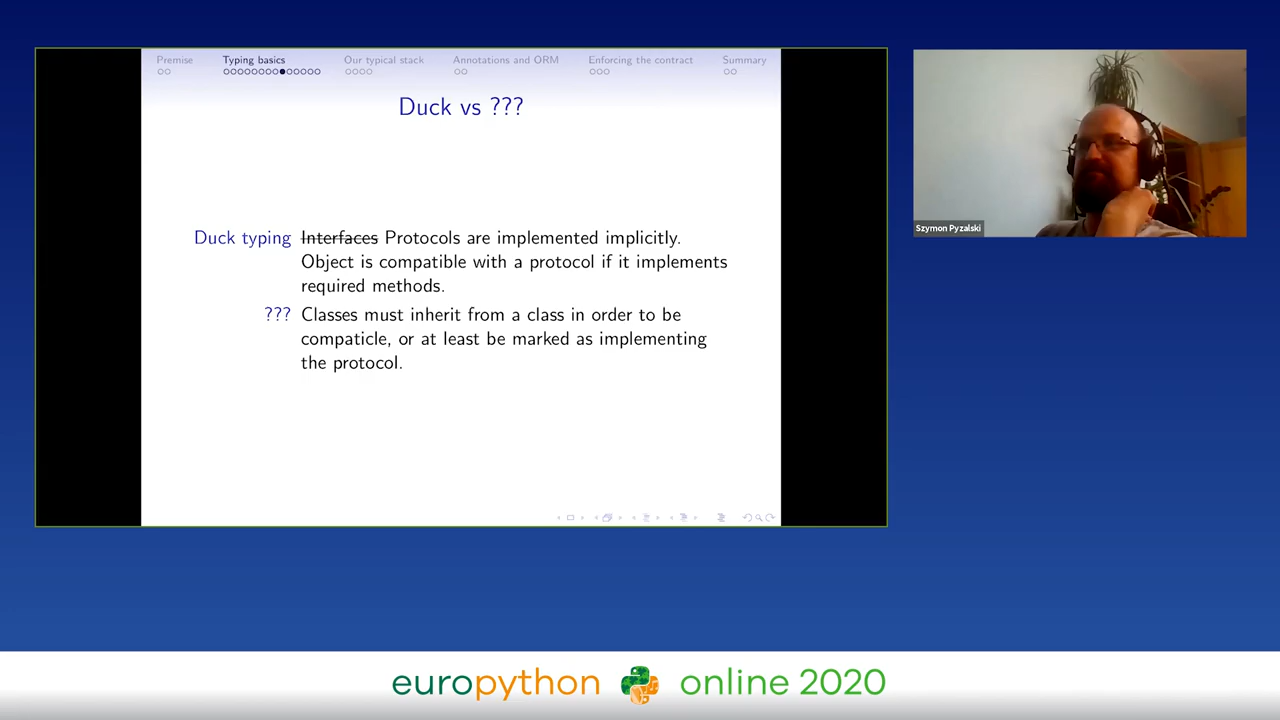 Premise
Typing basics
Our typical stack
Annotations and ORM
Enforcing the contract
Summary
Duck vs ???
Duck typing Interfaces Protocols are implemented implicitly.
Object is compatible with a protocol if it implements
required methods.
??? Classes must inherit from a class in order to be
compaticle, or at least be marked as implementing
the protocol.
Szymon Pyzalski
europython online 2020